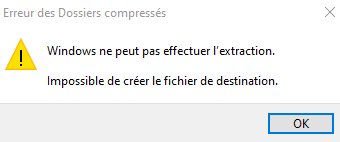 Erreur des Dossiers compressés
Windows ne peut pas effectuer l'extraction.
Impossible de créer le fichier de destination.
OK